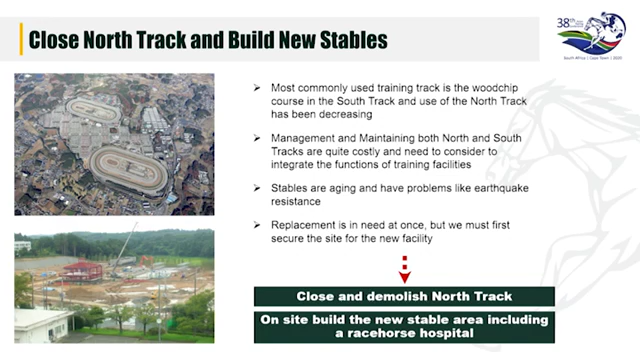 Close North Track and Build New Stables
38th
South Africa | Cape Town | 2020
➢ Most commonly used training track is the woodchip
course in the South Track and use of the North Track
has been decreasing
➢ Management and Maintaining both North and South
Tracks are quite costly and need to consider to
integrate the functions of training facilities
➢ Stables are aging and have problems like earthquake
resistance
➢ Replacement is in need at once, but we must first
secure the site for the new facility
Close and demolish North Track
On site build the new stable area including
a racehorse hospital